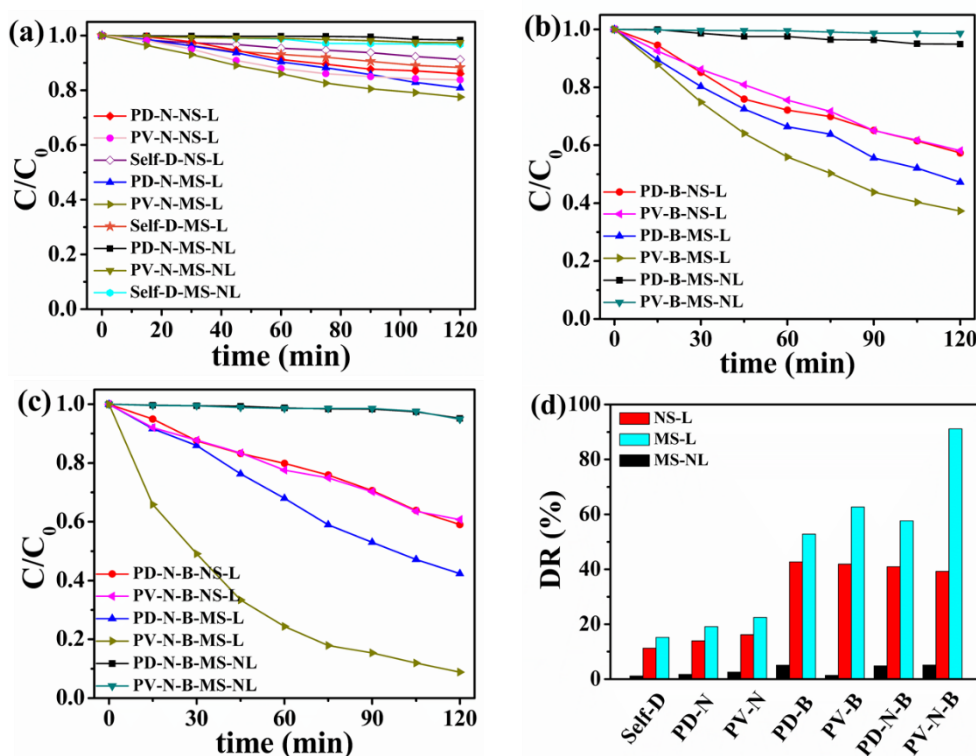 (a)
1.0
0.8
0.6
0.4
0.2
0.0
C/C0
PD-N-NS-L
PV-N-NS-L
Self-D-NS-L
PD-N-MS-L
PV-N-MS-L
Self-D-MS-L
PD-N-MS-NL
PV-N-MS-NL
Self-D-MS-NL
0 30 60 90 120
time (min)
(b)
1.0
0.8
0.6
0.4
0.2
0.0
C/C0
PD-B-NS-L
PV-B-NS-L
PD-B-MS-L
PV-B-MS-L
PD-B-MS-NL
PV-B-MS-NL
0 30 60 90 120
time (min)
(c)
1.0
0.8
0.6
0.4
0.2
0.0
C/C0
PD-N-B-NS-L
PV-N-B-NS-L
PD-N-B-MS-L
PV-N-B-MS-L
PD-N-B-MS-NL
PV-N-B-MS-NL
0 30 60 90 120
time (min)
(d)
100
80
60
40
20
0
DR (%)
NS-L
MS-L
MS-NL
Self-D PD-N PV-N PD-B PV-B PD-N-B PV-N-B